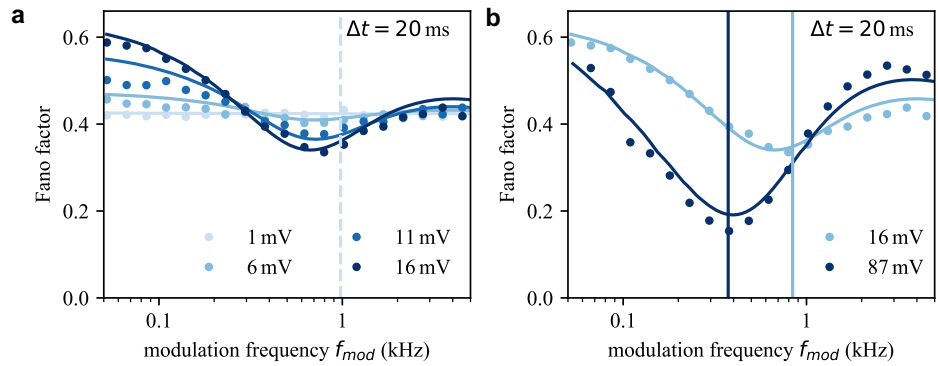 a
Δt = 20 ms
Fano factor
0.6
0.4
0.2
0.0
1 mV
6 mV
11 mV
16 mV
0.1
1
modulation frequency f_mod (kHz)
b
Δt = 20 ms
Fano factor
0.6
0.4
0.2
0.0
16 mV
87 mV
0.1
1
modulation frequency f_mod (kHz)